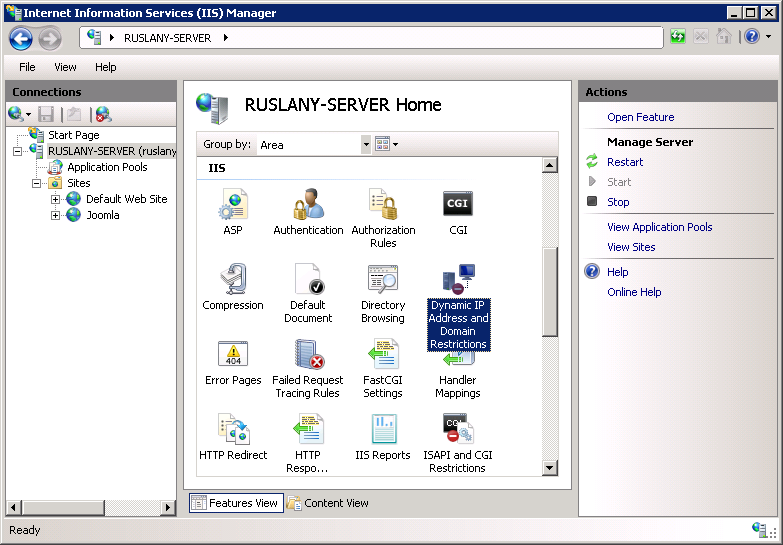 Internet Information Services (IIS) Manager
RUSLANY-SERVER
File View Help
Connections
Start Page
RUSLANY-SERVER (ruslany
Application Pools
Sites
Default Web Site
Joomla
RUSLANY-SERVER Home
Group by: Area
IIS
ASP
Authentication
Authorization
Rules
CGI
CGI
Compression
Default
Document
Directory
Browsing
Dynamic IP
Address and
Domain
Restrictions
404
Error Pages
Failed Request
Tracing Rules
FastCGI
Settings
Handler
Mappings
HTTP Redirect
HTTP
Respo...
IIS Reports
ISAPI and CGI
Restrictions
Features View
Content View
Actions
Open Feature
Manage Server
Restart
Start
Stop
View Application Pools
View Sites
Help
Online Help
Ready